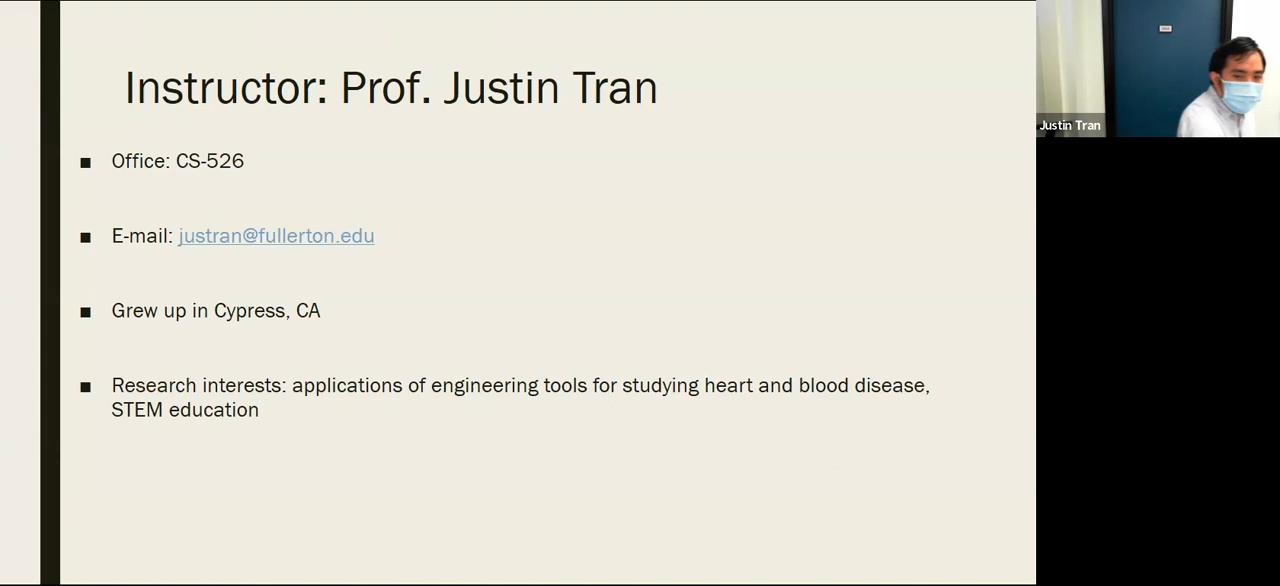 Instructor: Prof. Justin Tran
■ Office: CS-526
■ E-mail: justran@fullerton.edu
■ Grew up in Cypress, CA
■ Research interests: applications of engineering tools for studying heart and blood disease,
STEM education
Justin Tran